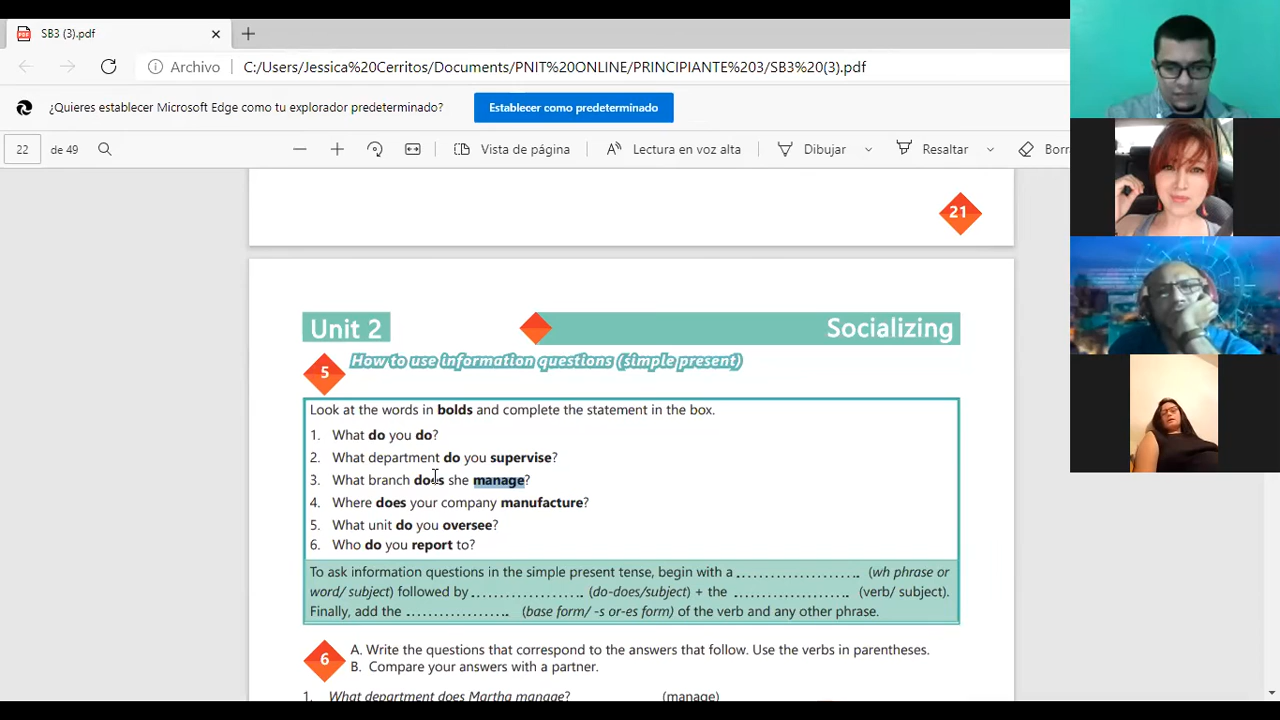 SB3 (3).pdf
Archivo C:/Users/Jessica%20Cerritos/Documents/PNIT%20ONLINE/PRINCIPIANTE%203/SB3%20(3).pdf
¿Quieres establecer Microsoft Edge como tu explorador predeterminado? Establecer como predeterminado
22 de 49 Vista de página Lectura en voz alta Dibujar Resaltar Borr
21
Unit 2 Socializing
5 How to use information questions (simple present)
Look at the words in bolds and complete the statement in the box.
1. What do you do?
2. What department do you supervise?
3. What branch does she manage?
4. Where does your company manufacture?
5. What unit do you oversee?
6. Who do you report to?
To ask information questions in the simple present tense, begin with a ..................... (wh phrase or
word/ subject) followed by ................... (do-does/subject) + the ................... (verb/ subject).
Finally, add the ................. (base form/ -s or-es form) of the verb and any other phrase.
6 A. Write the questions that correspond to the answers that follow. Use the verbs in parentheses.
B. Compare your answers with a partner.
1. What department does Martha manage? (manage)